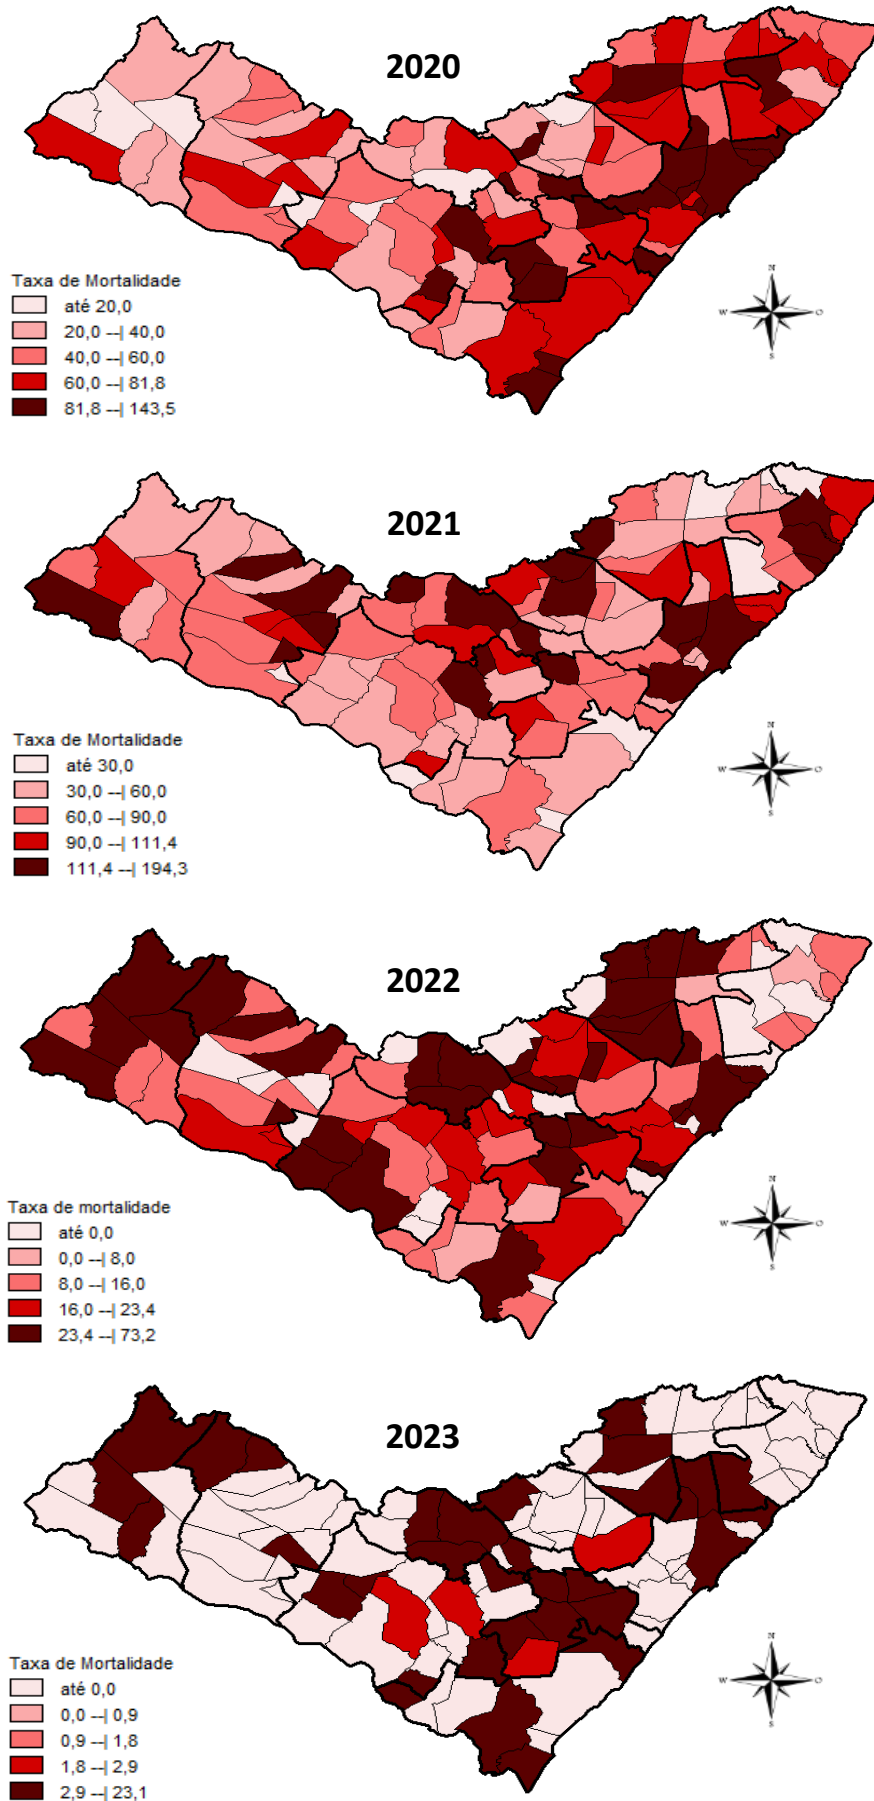 2020
Taxa de Mortalidade
até 20,0
20,0 --| 40,0
40,0 --| 60,0
60,0 --| 81,8
81,8 --| 143,5
N
W
O
S
2021
Taxa de Mortalidade
até 30,0
30,0 --| 60,0
60,0 --| 90,0
90,0 --| 111,4
111,4 --| 194,3
N
W
O
S
2022
Taxa de mortalidade
até 0,0
0,0 --| 8,0
8,0 --| 16,0
16,0 --| 23,4
23,4 --| 73,2
N
W
O
S
2023
Taxa de Mortalidade
até 0,0
0,0 --| 0,9
0,9 --| 1,8
1,8 --| 2,9
2,9 --| 23,1
N
W
O
S